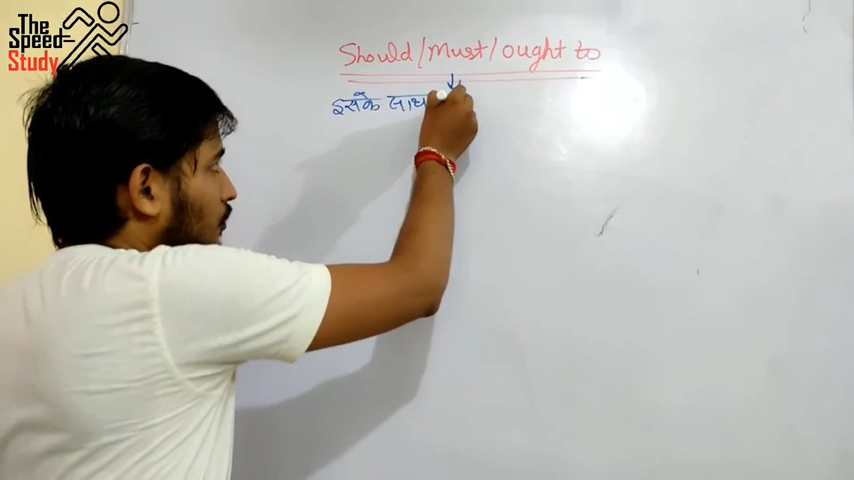 The
Speed
Study
Should/Must/ought to
इसके साथ